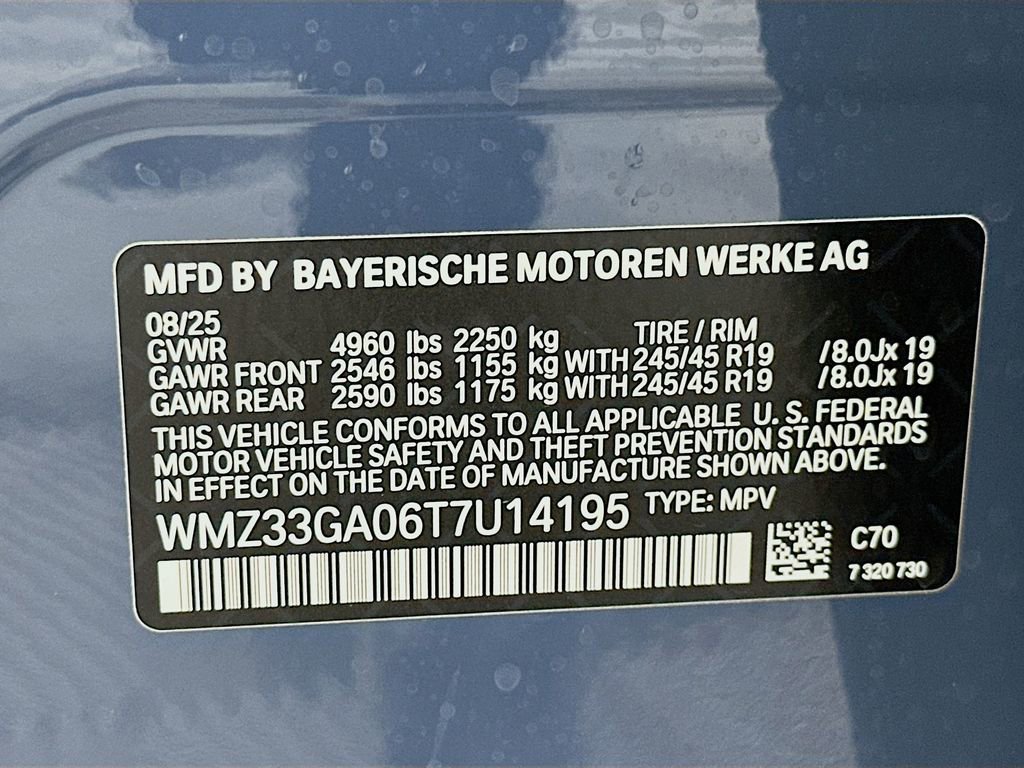 MFD BY BAYERISCHE MOTOREN WERKE AG
08/25 TIRE / RIM
GVWR 4960 lbs 2250 kg
GAWR FRONT 2546 lbs 1155 kg WITH 245/45 R19 /8.0Jx 19
GAWR REAR 2590 lbs 1175 kg WITH 245/45 R19 /8.0Jx 19
THIS VEHICLE CONFORMS TO ALL APPLICABLE U. S. FEDERAL
MOTOR VEHICLE SAFETY AND THEFT PREVENTION STANDARDS
IN EFFECT ON THE DATE OF MANUFACTURE SHOWN ABOVE.
WMZ33GA06T7U14195 TYPE: MPV
C70
7 320 730